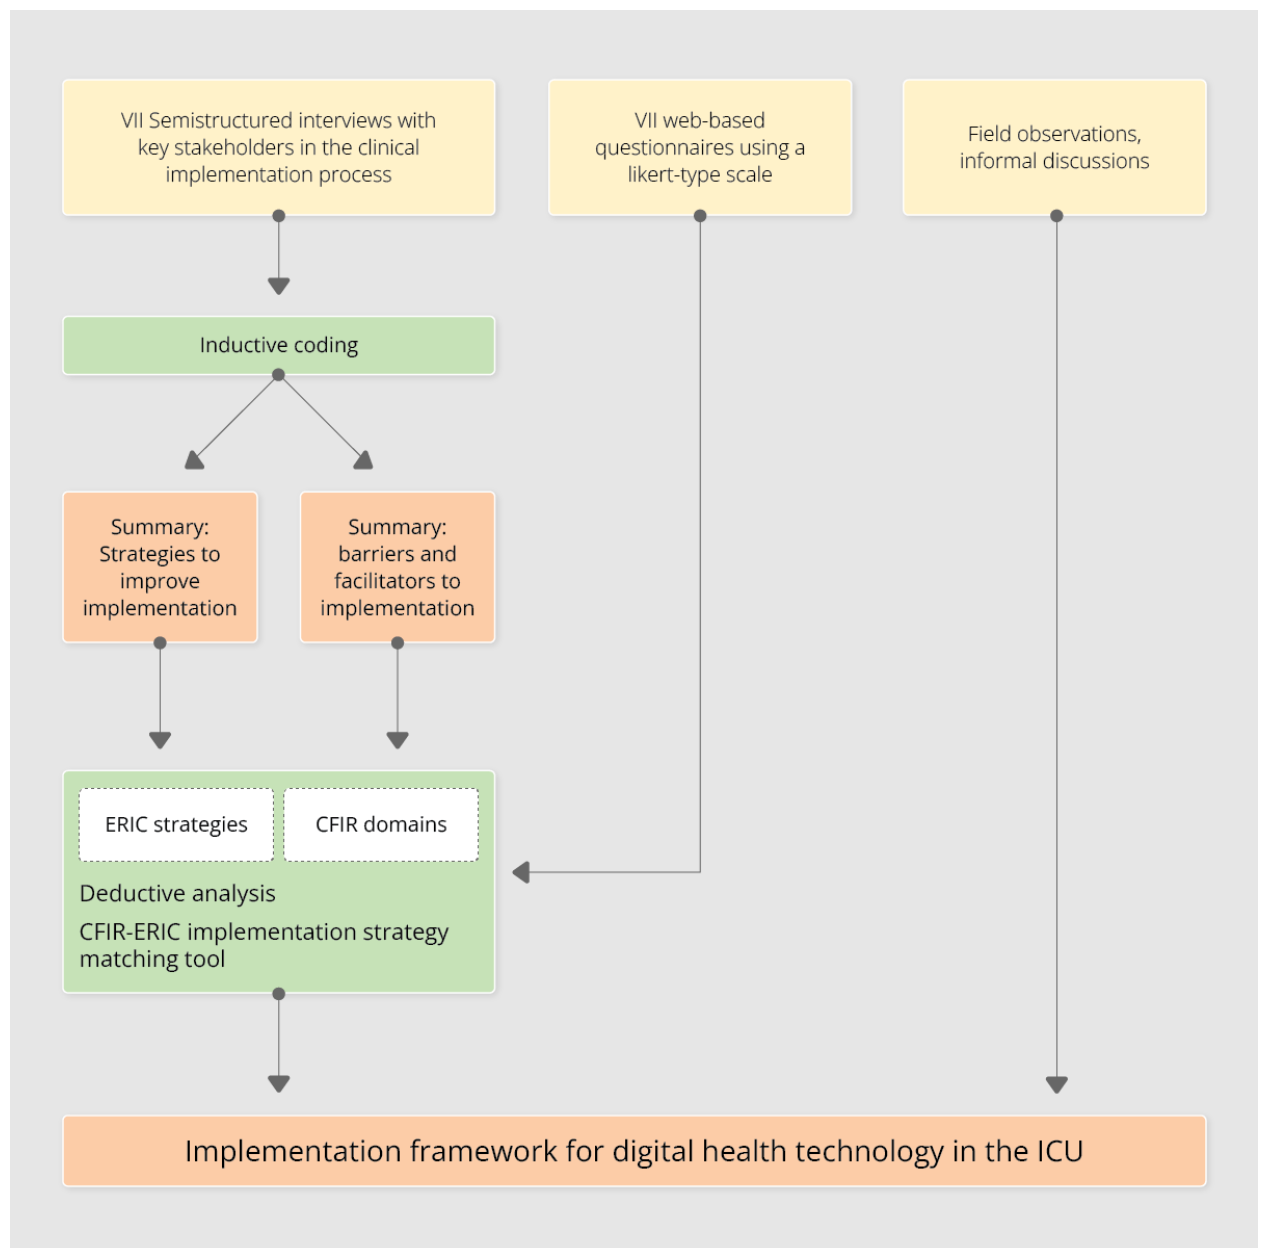 VII Semistructured interviews with
key stakeholders in the clinical
implementation process
VII web-based
questionnaires using a
likert-type scale
Field observations,
informal discussions
Inductive coding
Summary:
Strategies to
improve
implementation
Summary:
barriers and
facilitators to
implementation
ERIC strategies
CFIR domains
Deductive analysis
CFIR-ERIC implementation strategy
matching tool
Implementation framework for digital health technology in the ICU